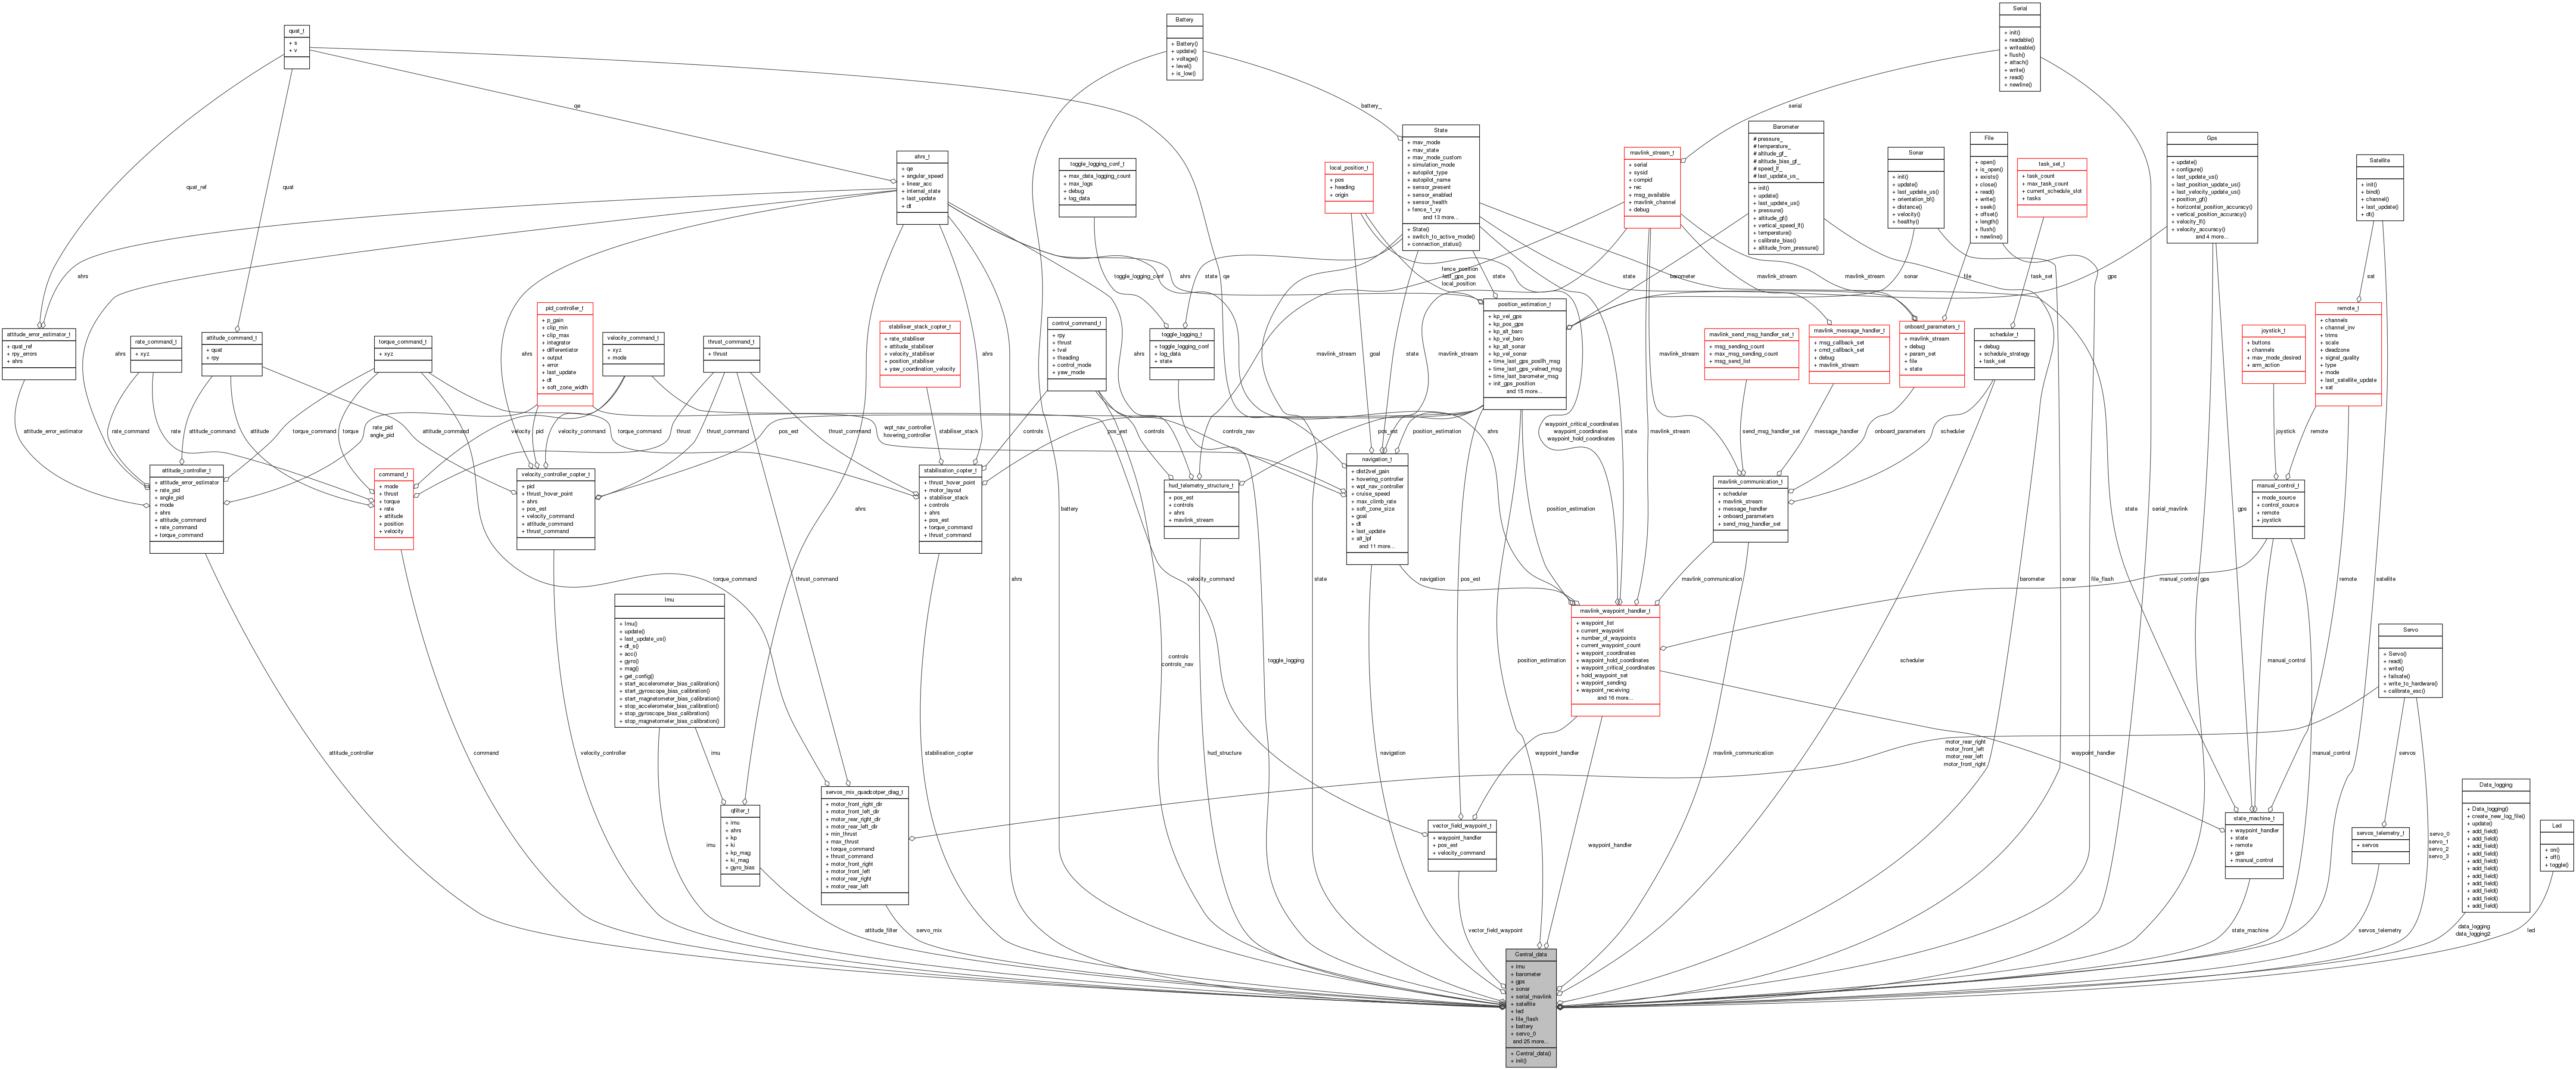 quat_t
+ s
+ v
Battery
+ Battery()
+ update()
+ voltage()
+ level()
+ is_low()
Serial
+ init()
+ readable()
+ writeable()
+ flush()
+ attach()
+ write()
+ read()
+ newline()
qe
battery_
serial
ahrs_t
+ qe
+ angular_speed
+ linear_acc
+ internal_state
+ last_update
+ dt
toggle_logging_conf_t
+ max_data_logging_count
+ max_logs
+ debug
+ log_data
local_position_t
+ pos
+ heading
+ origin
State
+ mav_mode
+ mav_state
+ mav_mode_custom
+ simulation_mode
+ autopilot_type
+ autopilot_name
+ sensor_present
+ sensor_enabled
+ sensor_health
+ fence_1_xy
and 13 more...
+ State()
+ switch_to_active_mode()
+ connection_status()
mavlink_stream_t
+ serial
+ sysid
+ compid
+ rec
+ msg_available
+ mavlink_channel
+ debug
Barometer
# pressure_
# temperature_
# altitude_gf_
# altitude_bias_gf_
# speed_lf_
# last_update_us_
+ init()
+ update()
+ last_update_us()
+ pressure()
+ altitude_gf()
+ vertical_speed_lf()
+ temperature()
+ calibrate_bias()
+ altitude_from_pressure()
Sonar
+ init()
+ update()
+ last_update_us()
+ orientation_bf()
+ distance()
+ velocity()
+ healthy()
File
+ open()
+ is_open()
+ exists()
+ close()
+ read()
+ write()
+ seek()
+ offset()
+ length()
+ flush()
+ newline()
task_set_t
+ task_count
+ max_task_count
+ current_schedule_slot
+ tasks
Gps
+ update()
+ configure()
+ last_update_us()
+ last_position_update_us()
+ last_velocity_update_us()
+ position_gf()
+ horizontal_position_accuracy()
+ vertical_position_accuracy()
+ velocity_lf()
+ velocity_accuracy()
and 4 more...
Satellite
+ init()
+ bind()
+ channel()
+ last_update()
+ dt()
quat_ref
quat
ahrs
toggle_logging_conf
ahrs
state
qe
fence_position
last_gps_pos
local_position
state
barometer
mavlink_stream
state
mavlink_stream
sonar
file
task_set
gps
sat
attitude_error_estimator_t
+ quat_ref
+ rpy_errors
+ ahrs
rate_command_t
+ xyz
attitude_command_t
+ quat
+ rpy
torque_command_t
+ xyz
pid_controller_t
+ p_gain
+ clip_min
+ clip_max
+ integrator
+ differentiator
+ output
+ error
+ last_update
+ dt
+ soft_zone_width
velocity_command_t
+ xyz
+ mode
thrust_command_t
+ thrust
stabiliser_stack_copter_t
+ rate_stabiliser
+ attitude_stabiliser
+ velocity_stabiliser
+ position_stabiliser
+ yaw_coordination_velocity
control_command_t
+ rpy
+ thrust
+ tvel
+ theading
+ control_mode
+ yaw_mode
toggle_logging_t
+ toggle_logging_conf
+ log_data
+ state
position_estimation_t
+ kp_vel_gps
+ kp_pos_gps
+ kp_alt_baro
+ kp_vel_baro
+ kp_alt_sonar
+ kp_vel_sonar
+ time_last_gps_posllh_msg
+ time_last_gps_velned_msg
+ time_last_barometer_msg
+ init_gps_position
and 15 more...
mavlink_send_msg_handler_set_t
+ msg_sending_count
+ max_msg_sending_count
+ msg_send_list
mavlink_message_handler_t
+ msg_callback_set
+ cmd_callback_set
+ debug
+ mavlink_stream
onboard_parameters_t
+ mavlink_stream
+ debug
+ param_set
+ file
+ state
scheduler_t
+ debug
+ schedule_strategy
+ task_set
joystick_t
+ buttons
+ channels
+ mav_mode_desired
+ arm_action
remote_t
+ channels
+ channel_inv
+ trims
+ scale
+ deadzone
+ signal_quality
+ type
+ mode
+ last_satellite_update
+ sat
ahrs
ahrs
ahrs
ahrs
mavlink_stream
goal
state
mavlink_stream
mavlink_stream
attitude_error_estimator
rate_command
rate
attitude_command
attitude
torque_command
torque
rate_pid
angle_pid
attitude_command
velocity
pid
velocity_command
torque_command
thrust
thrust_command
pos_est
thrust_command
wpt_nav_controller
hovering_controller
stabiliser_stack
controls
pos_est
controls
controls_nav
pos_est
position_estimation
ahrs
waypoint_critical_coordinates
waypoint_coordinates
waypoint_hold_coordinates
state
mavlink_stream
send_msg_handler_set
message_handler
onboard_parameters
scheduler
joystick
remote
attitude_controller_t
+ attitude_error_estimator
+ rate_pid
+ angle_pid
+ mode
+ ahrs
+ attitude_command
+ rate_command
+ torque_command
command_t
+ mode
+ thrust
+ torque
+ rate
+ attitude
+ position
+ velocity
velocity_controller_copter_t
+ pid
+ thrust_hover_point
+ ahrs
+ pos_est
+ velocity_command
+ attitude_command
+ thrust_command
stabilisation_copter_t
+ thrust_hover_point
+ motor_layout
+ stabiliser_stack
+ controls
+ ahrs
+ pos_est
+ torque_command
+ thrust_command
hud_telemetry_structure_t
+ pos_est
+ controls
+ ahrs
+ mavlink_stream
navigation_t
+ dist2vel_gain
+ hovering_controller
+ wpt_nav_controller
+ cruise_speed
+ max_climb_rate
+ soft_zone_size
+ goal
+ dt
+ last_update
+ alt_lpf
and 11 more...
mavlink_communication_t
+ scheduler
+ mavlink_stream
+ message_handler
+ onboard_parameters
+ send_msg_handler_set
manual_control_t
+ mode_source
+ control_source
+ remote
+ joystick
ahrs
battery
position_estimation
state
serial_mavlink
gps
torque_command
thrust_command
ahrs
velocity_command
state
navigation
pos_est
mavlink_communication
barometer
sonar
file_flash
manual_control
gps
remote
satellite
Imu
+ Imu()
+ update()
+ last_update_us()
+ dt_s()
+ acc()
+ gyro()
+ mag()
+ get_config()
+ start_accelerometer_bias_calibration()
+ start_gyroscope_bias_calibration()
+ start_magnetometer_bias_calibration()
+ stop_accelerometer_bias_calibration()
+ stop_gyroscope_bias_calibration()
+ stop_magnetometer_bias_calibration()
mavlink_waypoint_handler_t
+ waypoint_list
+ current_waypoint
+ number_of_waypoints
+ current_waypoint_count
+ waypoint_coordinates
+ waypoint_hold_coordinates
+ waypoint_critical_coordinates
+ hold_waypoint_set
+ waypoint_sending
+ waypoint_receiving
and 16 more...
Servo
+ Servo()
+ read()
+ write()
+ failsafe()
+ write_to_hardware()
+ calibrate_esc()
controls
controls_nav
toggle_logging
position_estimation
scheduler
manual_control
attitude_controller
command
velocity_controller
imu
stabilisation_copter
hud_structure
navigation
waypoint_handler
mavlink_communication
motor_rear_right
motor_front_left
motor_rear_left
motor_front_right
waypoint_handler
manual_control
servos
qfilter_t
+ imu
+ ahrs
+ kp
+ ki
+ kp_mag
+ ki_mag
+ gyro_bias
servos_mix_quadcotper_diag_t
+ motor_front_right_dir
+ motor_front_left_dir
+ motor_rear_right_dir
+ motor_rear_left_dir
+ min_thrust
+ max_thrust
+ torque_command
+ thrust_command
+ motor_front_right
+ motor_front_left
+ motor_rear_right
+ motor_rear_left
vector_field_waypoint_t
+ waypoint_handler
+ pos_est
+ velocity_command
state_machine_t
+ waypoint_handler
+ state
+ remote
+ gps
+ manual_control
servos_telemetry_t
+ servos
Data_logging
+ Data_logging()
+ create_new_log_file()
+ update()
+ add_field()
+ add_field()
+ add_field()
+ add_field()
+ add_field()
+ add_field()
+ add_field()
+ add_field()
+ add_field()
+ add_field()
+ add_field()
Led
+ on()
+ off()
+ toggle()
imu
waypoint_handler
servo_0
servo_1
servo_2
servo_3
attitude_filter
servo_mix
vector_field_waypoint
state_machine
servos_telemetry
data_logging
data_logging2
led
Central_data
+ imu
+ barometer
+ gps
+ sonar
+ serial_mavlink
+ satellite
+ led
+ file_flash
+ battery
+ servo_0
and 25 more...
+ Central_data()
+ init()